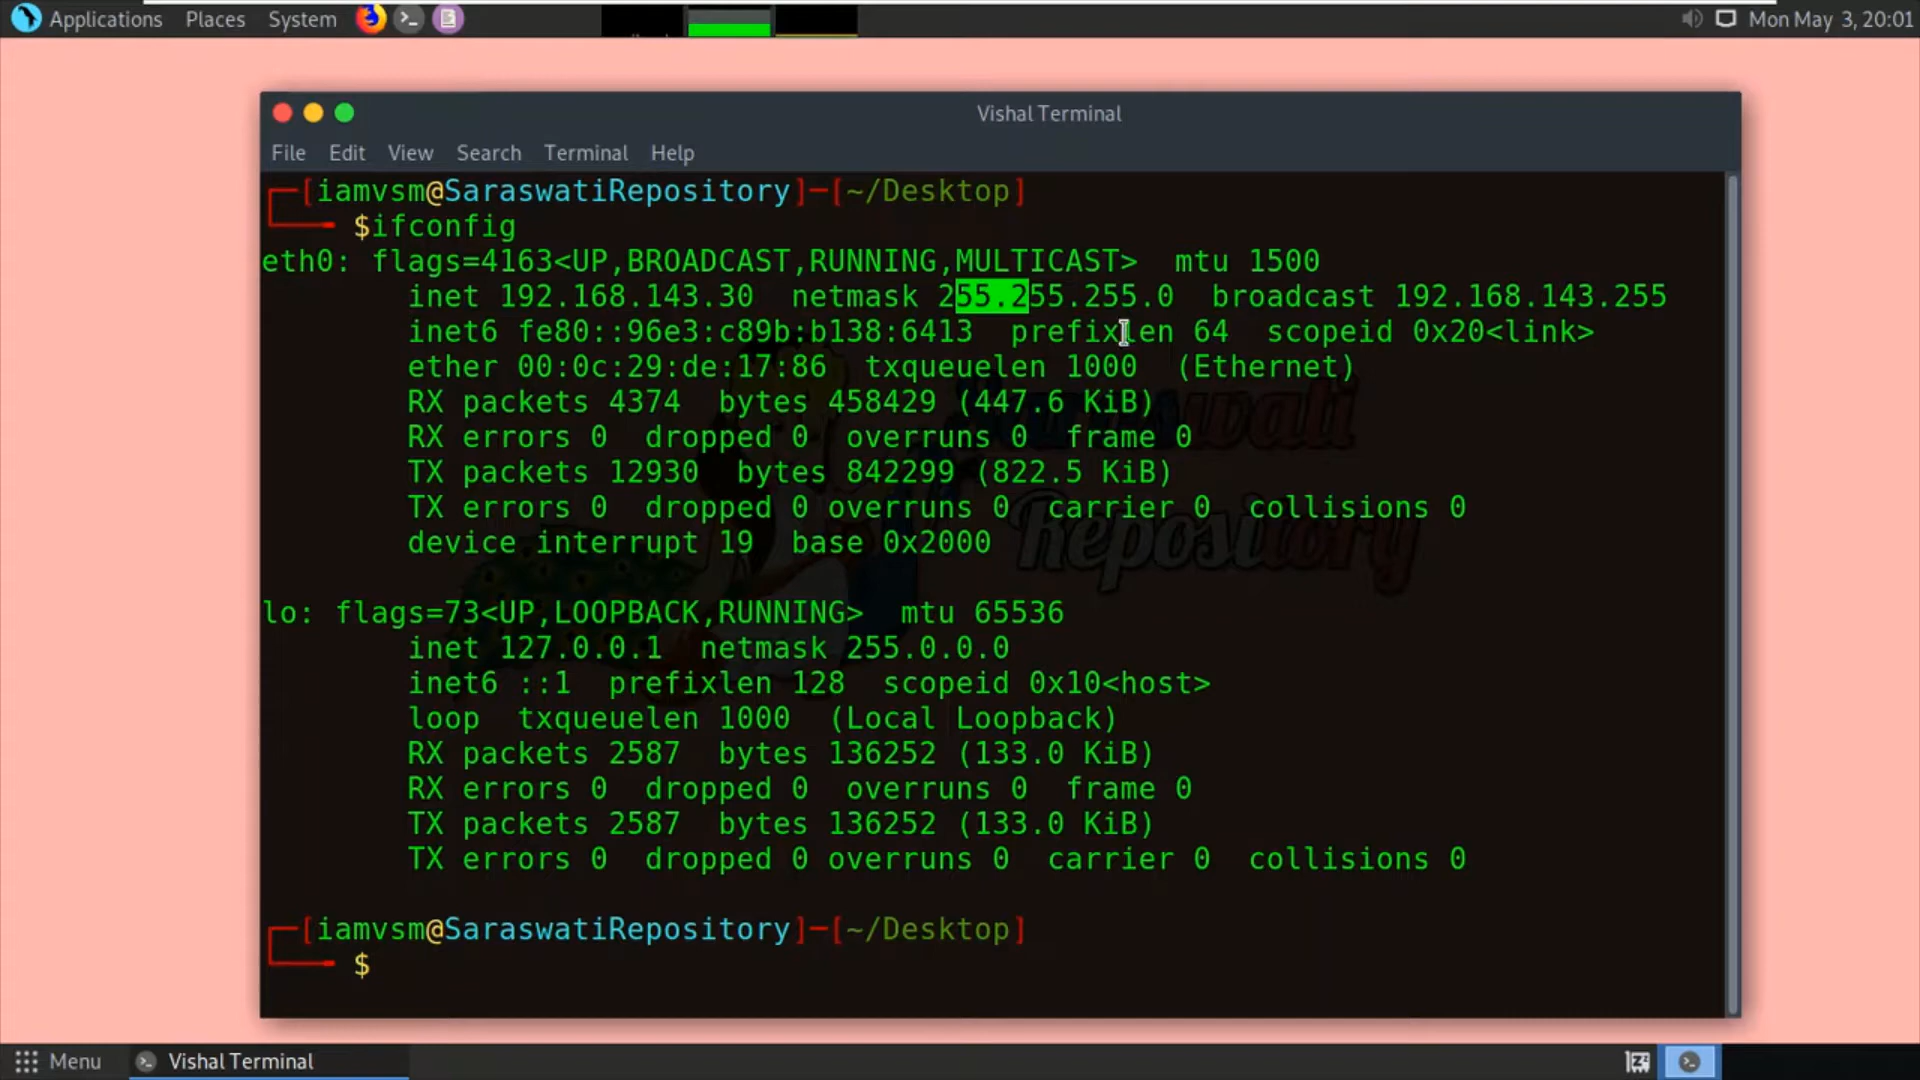 Applications Places System Mon May 3, 20:01
Vishal Terminal
File Edit View Search Terminal Help
[iamvsm@SaraswatiRepository]-[~/Desktop]
$ifconfig
eth0: flags=4163<UP,BROADCAST,RUNNING,MULTICAST>  mtu 1500
inet 192.168.143.30  netmask 255.255.255.0  broadcast 192.168.143.255
inet6 fe80::96e3:c89b:b138:6413  prefixlen 64  scopeid 0x20<link>
ether 00:0c:29:de:17:86  txqueuelen 1000  (Ethernet)
RX packets 4374  bytes 458429 (447.6 KiB)
RX errors 0  dropped 0  overruns 0  frame 0
TX packets 12930  bytes 842299 (822.5 KiB)
TX errors 0  dropped 0 overruns 0  carrier 0  collisions 0
device interrupt 19  base 0x2000
lo: flags=73<UP,LOOPBACK,RUNNING>  mtu 65536
inet 127.0.0.1  netmask 255.0.0.0
inet6 ::1  prefixlen 128  scopeid 0x10<host>
loop  txqueuelen 1000  (Local Loopback)
RX packets 2587  bytes 136252 (133.0 KiB)
RX errors 0  dropped 0  overruns 0  frame 0
TX packets 2587  bytes 136252 (133.0 KiB)
TX errors 0  dropped 0 overruns 0  carrier 0  collisions 0
[iamvsm@SaraswatiRepository]-[~/Desktop]
$
Repository
Menu Vishal Terminal